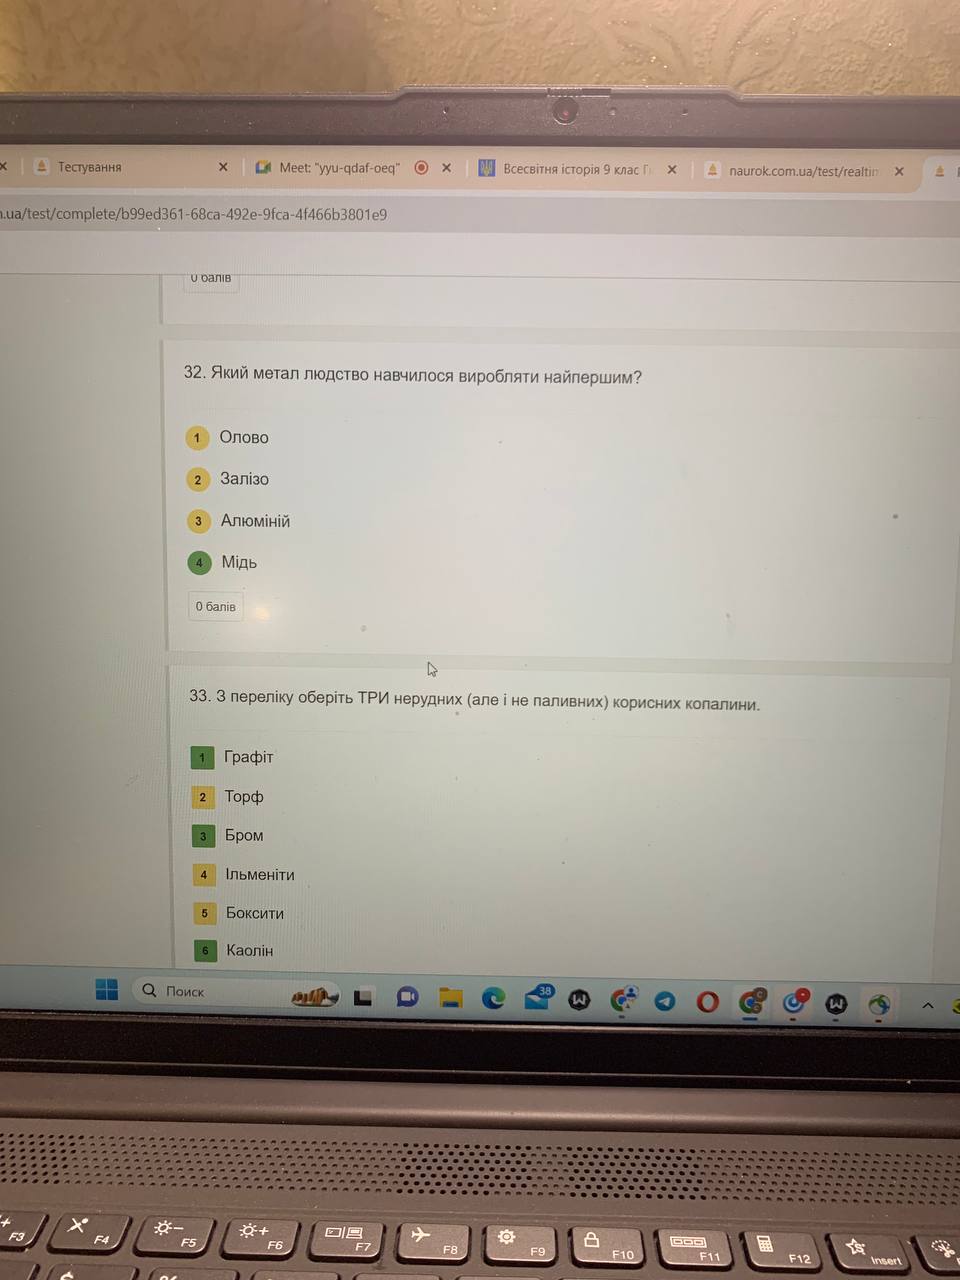 Тестування
Meet: "yyu-qdaf-oeq"
Всесвітня історія 9 клас Гі
naurok.com.ua/test/realtim
.ua/test/complete/b99ed361-68ca-492e-9fca-4f466b3801e9
0 балів
32. Який метал людство навчилося виробляти найпершим?
1 Олово
2 Залізо
3 Алюміній
4 Мідь
0 балів
33. З переліку оберіть ТРИ нерудних (але і не паливних) корисних копалини.
1 Графіт
2 Торф
3 Бром
4 Ільменіти
5 Боксити
6 Каолін
Поиск
38
F3 F4 F5 F6 F7 F8 F9 F10 F11 F12 Insert